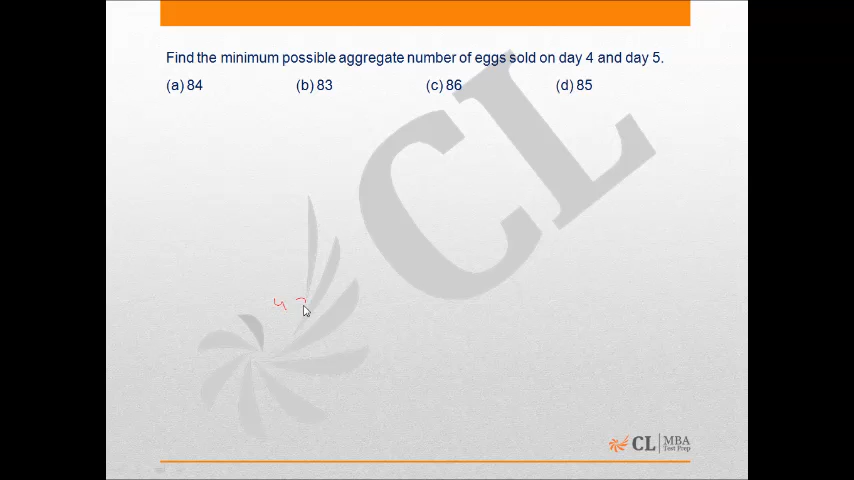 Find the minimum possible aggregate number of eggs sold on day 4 and day 5.
(a) 84 (b) 83 (c) 86 (d) 85
CL
4
CL MBA Test Prep